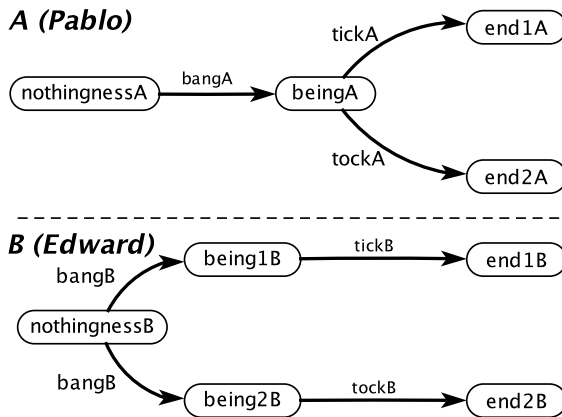 A (Pablo)
tickA
end1A
bangA
nothingnessA
beingA
tockA
end2A
B (Edward)
being1B
tickB
end1B
bangB
nothingnessB
bangB
being2B
tockB
end2B